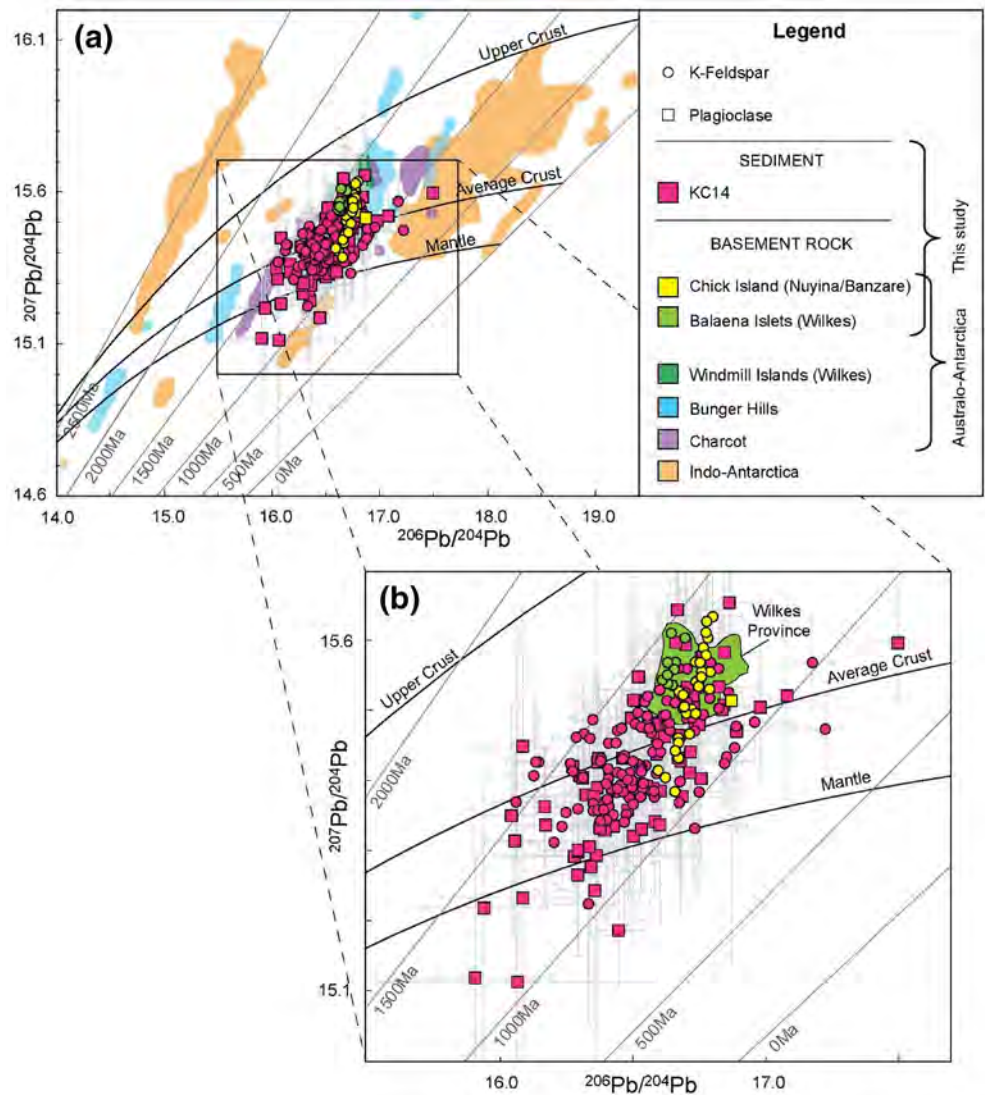 (a)
16.1
15.6
15.1
14.6
207Pb/204Pb
Upper Crust
Average Crust
Mantle
2500Ma
2000Ma
1500Ma
1000Ma
500Ma
0Ma
14.0 15.0 16.0 17.0 18.0 19.0
206Pb/204Pb
Legend
K-Feldspar
Plagioclase
SEDIMENT
KC14
BASEMENT ROCK
Chick Island (Nuyina/Banzare)
Balaena Islets (Wilkes)
Windmill Islands (Wilkes)
Bunger Hills
Charcot
Indo-Antarctica
This study
Australo-Antarctica
(b)
15.6
15.1
207Pb/204Pb
Wilkes
Province
Upper Crust
Average Crust
Mantle
2000Ma
1500Ma
1000Ma
500Ma
0Ma
16.0 17.0
206Pb/204Pb